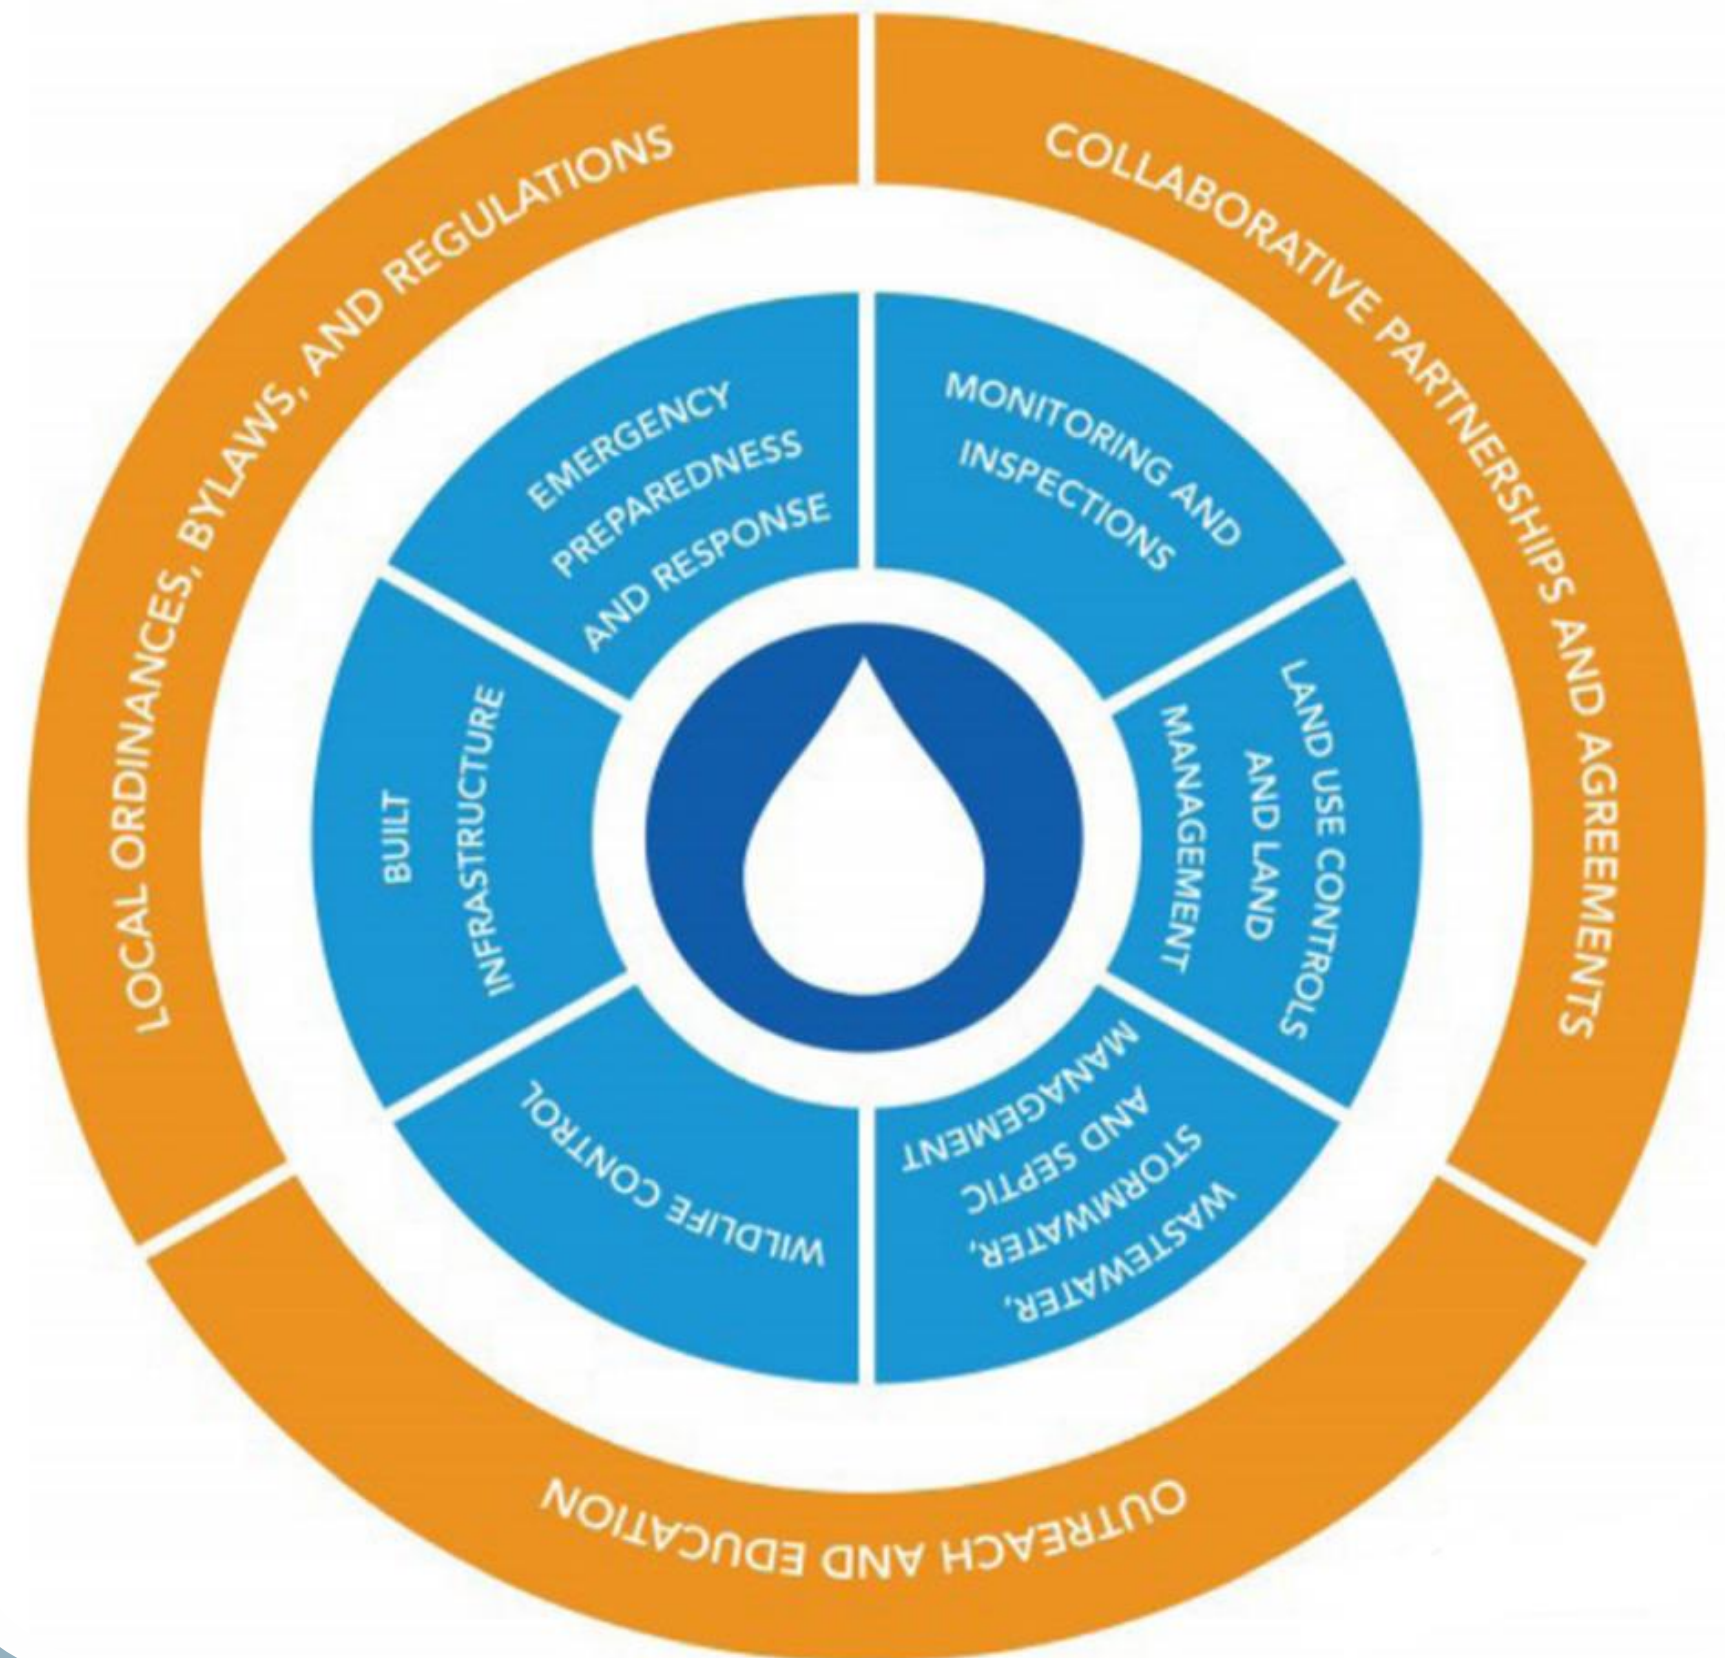 LOCAL ORDINANCES, BYLAWS, AND REGULATIONS
COLLABORATIVE PARTNERSHIPS AND AGREEMENTS
OUTREACH AND EDUCATION
EMERGENCY
PREPAREDNESS
AND RESPONSE
MONITORING AND
INSPECTIONS
LAND USE CONTROLS
AND LAND
MANAGEMENT
WASTEWATER,
STORMWATER,
AND SEPTIC
MANAGEMENT
WILDLIFE CONTROL
BUILT
INFRASTRUCTURE